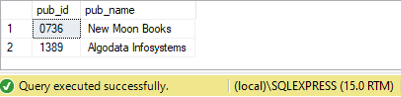 pub_id pub_name
1 0736 New Moon Books
2 1389 Algodata Infosystems
Query executed successfully. (local)\SQLEXPRESS (15.0 RTM)